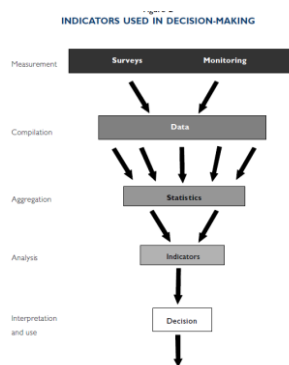 INDICATORS USED IN DECISION-MAKING
Measurement
Surveys Monitoring
Compilation
Data
Aggregation
Statistics
Analysis
Indicators
Interpretation
and use
Decision